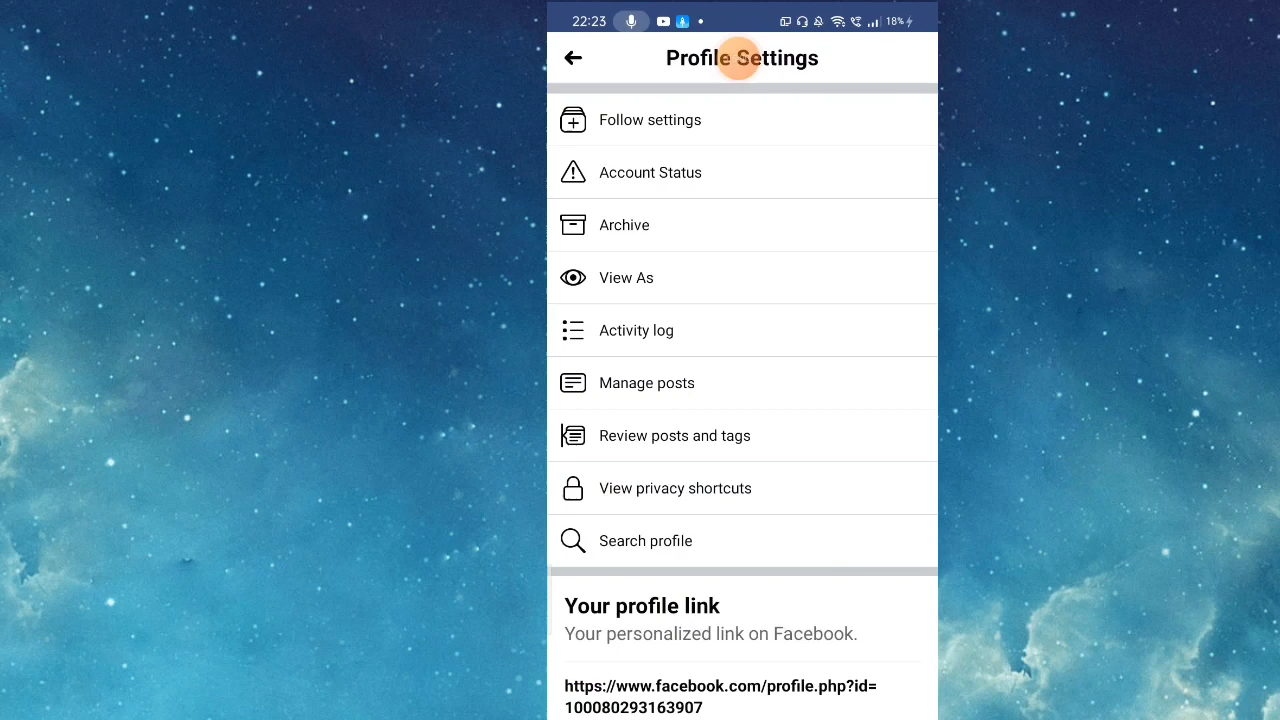 22:23
18%
Profile Settings
Follow settings
Account Status
Archive
View As
Activity log
Manage posts
Review posts and tags
View privacy shortcuts
Search profile
Your profile link
Your personalized link on Facebook.
https://www.facebook.com/profile.php?id=
100080293163907